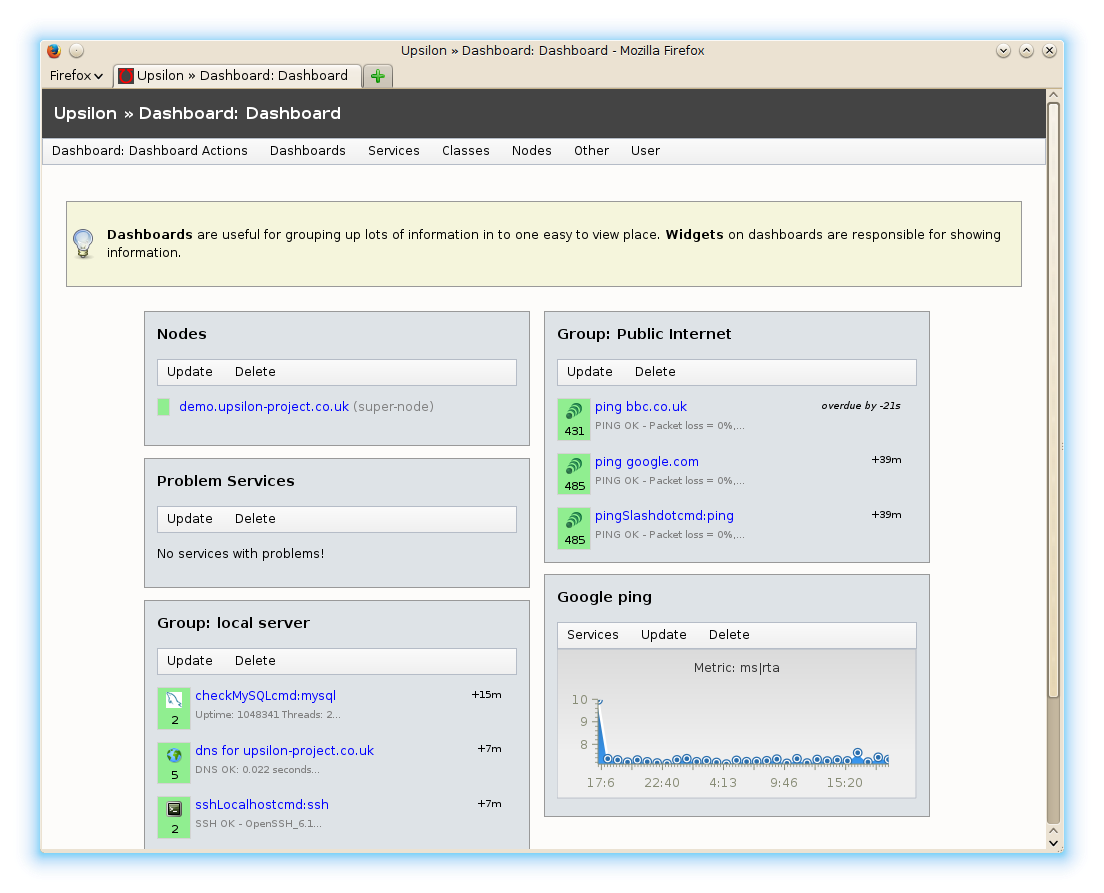 Upsilon » Dashboard: Dashboard - Mozilla Firefox
Firefox
Upsilon » Dashboard: Dashboard
Upsilon » Dashboard: Dashboard
Dashboard: Dashboard Actions Dashboards Services Classes Nodes Other User
Dashboards are useful for grouping up lots of information in to one easy to view place. Widgets on dashboards are responsible for showing
information.
Nodes
Update Delete
demo.upsilon-project.co.uk (super-node)
Problem Services
Update Delete
No services with problems!
Group: local server
Update Delete
checkMySQLcmd:mysql +15m
Uptime: 1048341 Threads: 2...
2
dns for upsilon-project.co.uk +7m
DNS OK: 0.022 seconds...
5
sshLocalhostcmd:ssh +7m
SSH OK - OpenSSH_6.1...
2
Group: Public Internet
Update Delete
ping bbc.co.uk overdue by -21s
PING OK - Packet loss = 0%,...
431
ping google.com +39m
PING OK - Packet loss = 0%,...
485
pingSlashdotcmd:ping +39m
PING OK - Packet loss = 0%,...
485
Google ping
Services Update Delete
Metric: ms|rta
10
9
8
17:6 22:40 4:13 9:46 15:20